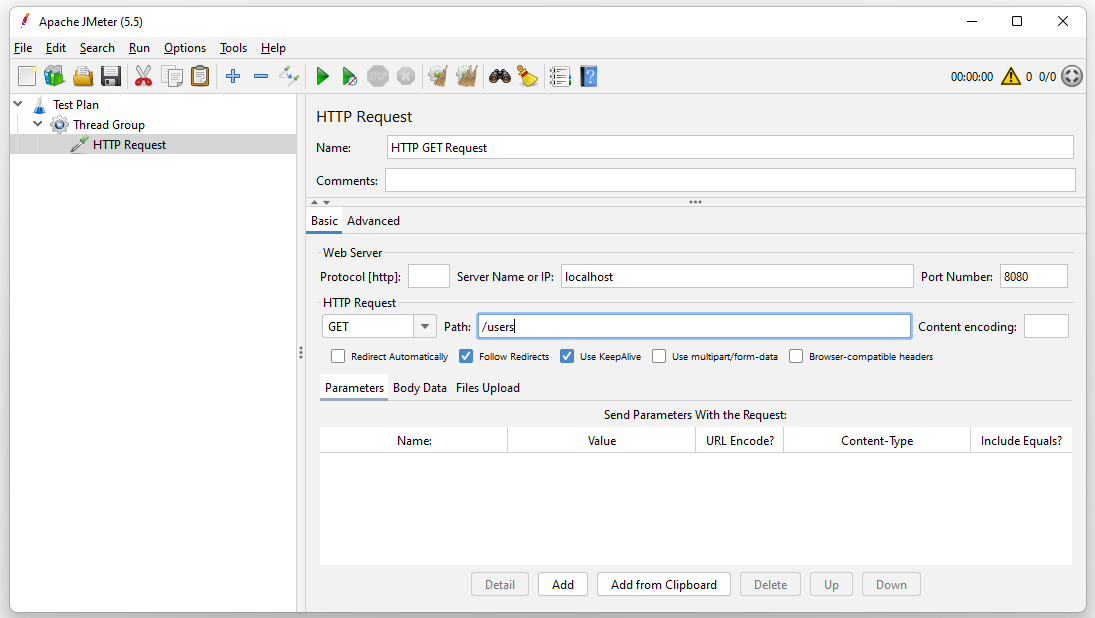 Apache JMeter (5.5)
File Edit Search Run Options Tools Help
STOP 00:00:00 0 0/0
Test Plan
Thread Group
HTTP Request
HTTP Request
Name: HTTP GET Request
Comments:
Basic Advanced
Web Server
Protocol [http]: Server Name or IP: localhost Port Number: 8080
HTTP Request
GET Path: /users Content encoding:
Redirect Automatically Follow Redirects Use KeepAlive Use multipart/form-data Browser-compatible headers
Parameters Body Data Files Upload
Send Parameters With the Request:
Name: Value URL Encode? Content-Type Include Equals?
Detail Add Add from Clipboard Delete Up Down